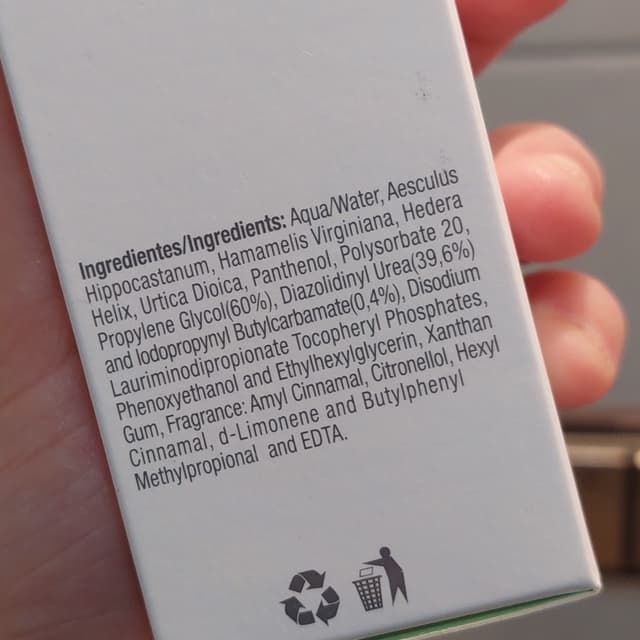 Ingredientes/Ingredients: Aqua/Water, Aesculus
Hippocastanum, Hamamelis Virginiana, Hedera
Helix, Urtica Dioica, Panthenol, Polysorbate 20,
Propylene Glycol(60%), Diazolidinyl Urea(39,6%)
and Iodopropynyl Butylcarbamate(0,4%), Disodium
Lauriminodipropionate Tocopheryl Phosphates,
Phenoxyethanol and Ethylhexylglycerin, Xanthan
Gum, Fragrance: Amyl Cinnamal, Citronellol, Hexyl
Cinnamal, d-Limonene and Butylphenyl
Methylpropional and EDTA.